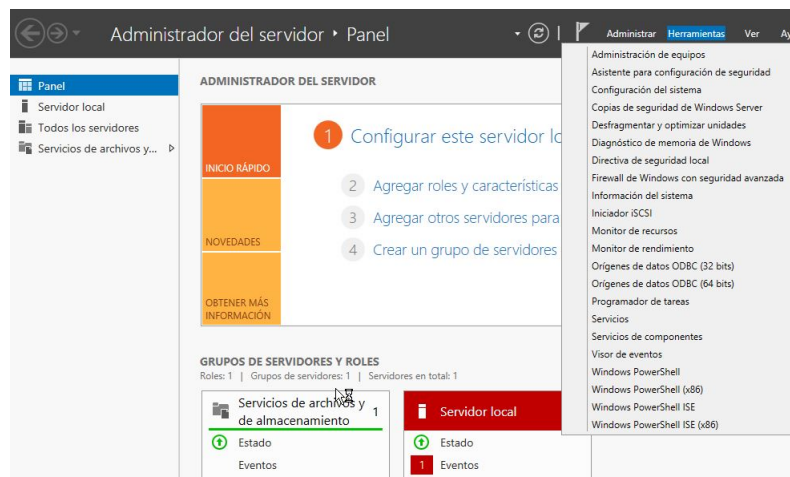 Administrador del servidor ‣ Panel
Administrar Herramientas Ver
Panel
Servidor local
Todos los servidores
Servicios de archivos y...
ADMINISTRADOR DEL SERVIDOR
INICIO RÁPIDO
NOVEDADES
OBTENER MÁS
INFORMACIÓN
1 Configurar este servidor
2 Agregar roles y características
3 Agregar otros servidores para
4 Crear un grupo de servidores
Administración de equipos
Asistente para configuración de seguridad
Configuración del sistema
Copias de seguridad de Windows Server
Desfragmentar y optimizar unidades
Diagnóstico de memoria de Windows
Directiva de seguridad local
Firewall de Windows con seguridad avanzada
Información del sistema
Iniciador iSCSI
Monitor de recursos
Monitor de rendimiento
Orígenes de datos ODBC (32 bits)
Orígenes de datos ODBC (64 bits)
Programador de tareas
Servicios
Servicios de componentes
Visor de eventos
Windows PowerShell
Windows PowerShell (x86)
Windows PowerShell ISE
Windows PowerShell ISE (x86)
GRUPOS DE SERVIDORES Y ROLES
Roles: 1 | Grupos de servidores: 1 | Servidores en total: 1
Servicios de archivos y
de almacenamiento 1
Estado
Eventos
Servidor local
Estado
1 Eventos